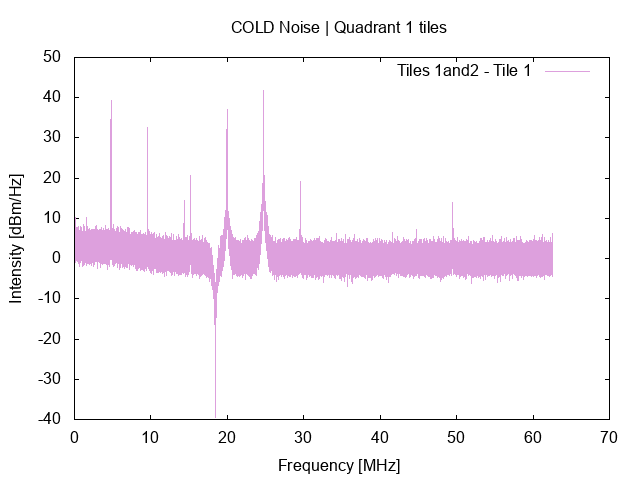 COLD Noise | Quadrant 1 tiles
Tiles 1and2 - Tile 1
Intensity [dBm/Hz]
50
40
30
20
10
0
-10
-20
-30
-40
0 10 20 30 40 50 60 70
Frequency [MHz]